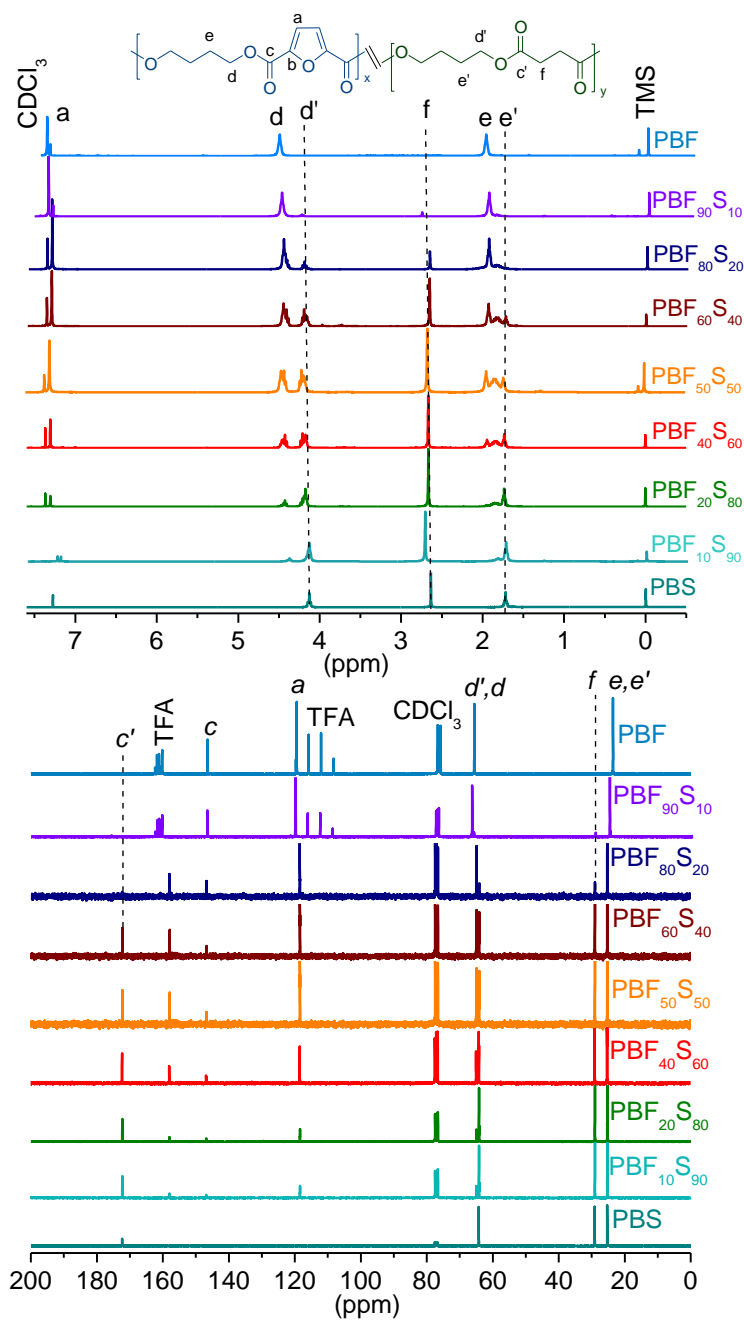 a
e
d'
O
O
O
O
d
c
b
O
O
x
O
O
O
e'
c'
f
O
y
CDCl3
a
d
d'
f
e
e'
TMS
PBF
PBF90S10
PBF80S20
PBF60S40
PBF50S50
PBF40S60
PBF20S80
PBF10S90
PBS
7 6 5 4 3 2 1 0
(ppm)
c'
TFA
c
a
TFA
CDCl3
d',d
f
e,e'
PBF
PBF90S10
PBF80S20
PBF60S40
PBF50S50
PBF40S60
PBF20S80
PBF10S90
PBS
200 180 160 140 120 100 80 60 40 20 0
(ppm)